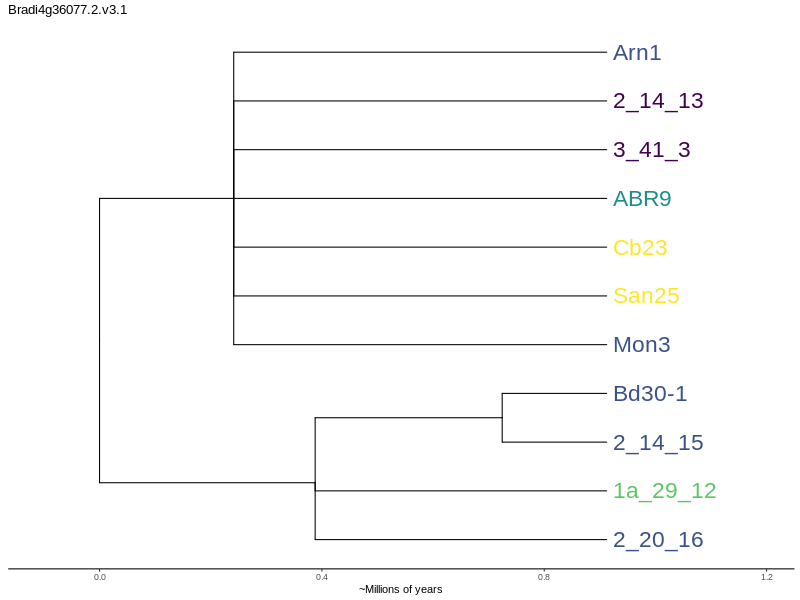 Bradi4g36077.2.v3.1
Arn1
2_14_13
3_41_3
ABR9
Cb23
San25
Mon3
Bd30-1
2_14_15
1a_29_12
2_20_16
0.0 0.4 0.8 1.2
~Millions of years